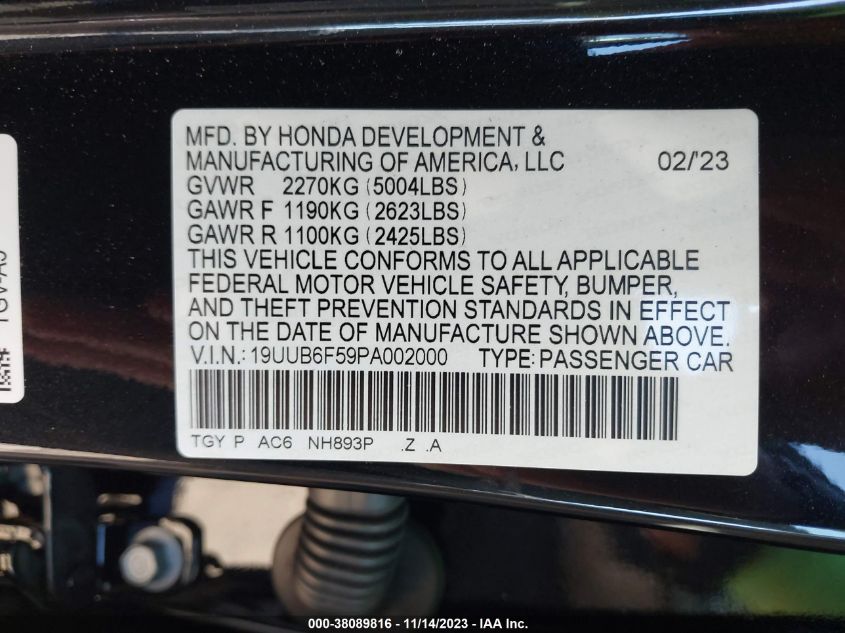 MFD. BY HONDA DEVELOPMENT &
MANUFACTURING OF AMERICA, LLC 02/'23
GVWR 2270KG (5004LBS)
GAWR F 1190KG (2623LBS)
GAWR R 1100KG (2425LBS)
THIS VEHICLE CONFORMS TO ALL APPLICABLE
FEDERAL MOTOR VEHICLE SAFETY, BUMPER,
AND THEFT PREVENTION STANDARDS IN EFFECT
ON THE DATE OF MANUFACTURE SHOWN ABOVE.
V.I.N.: 19UUB6F59PA002000 TYPE: PASSENGER CAR
TGY P AC6 NH893P .Z .A
000-38089816 - 11/14/2023 - IAA Inc.